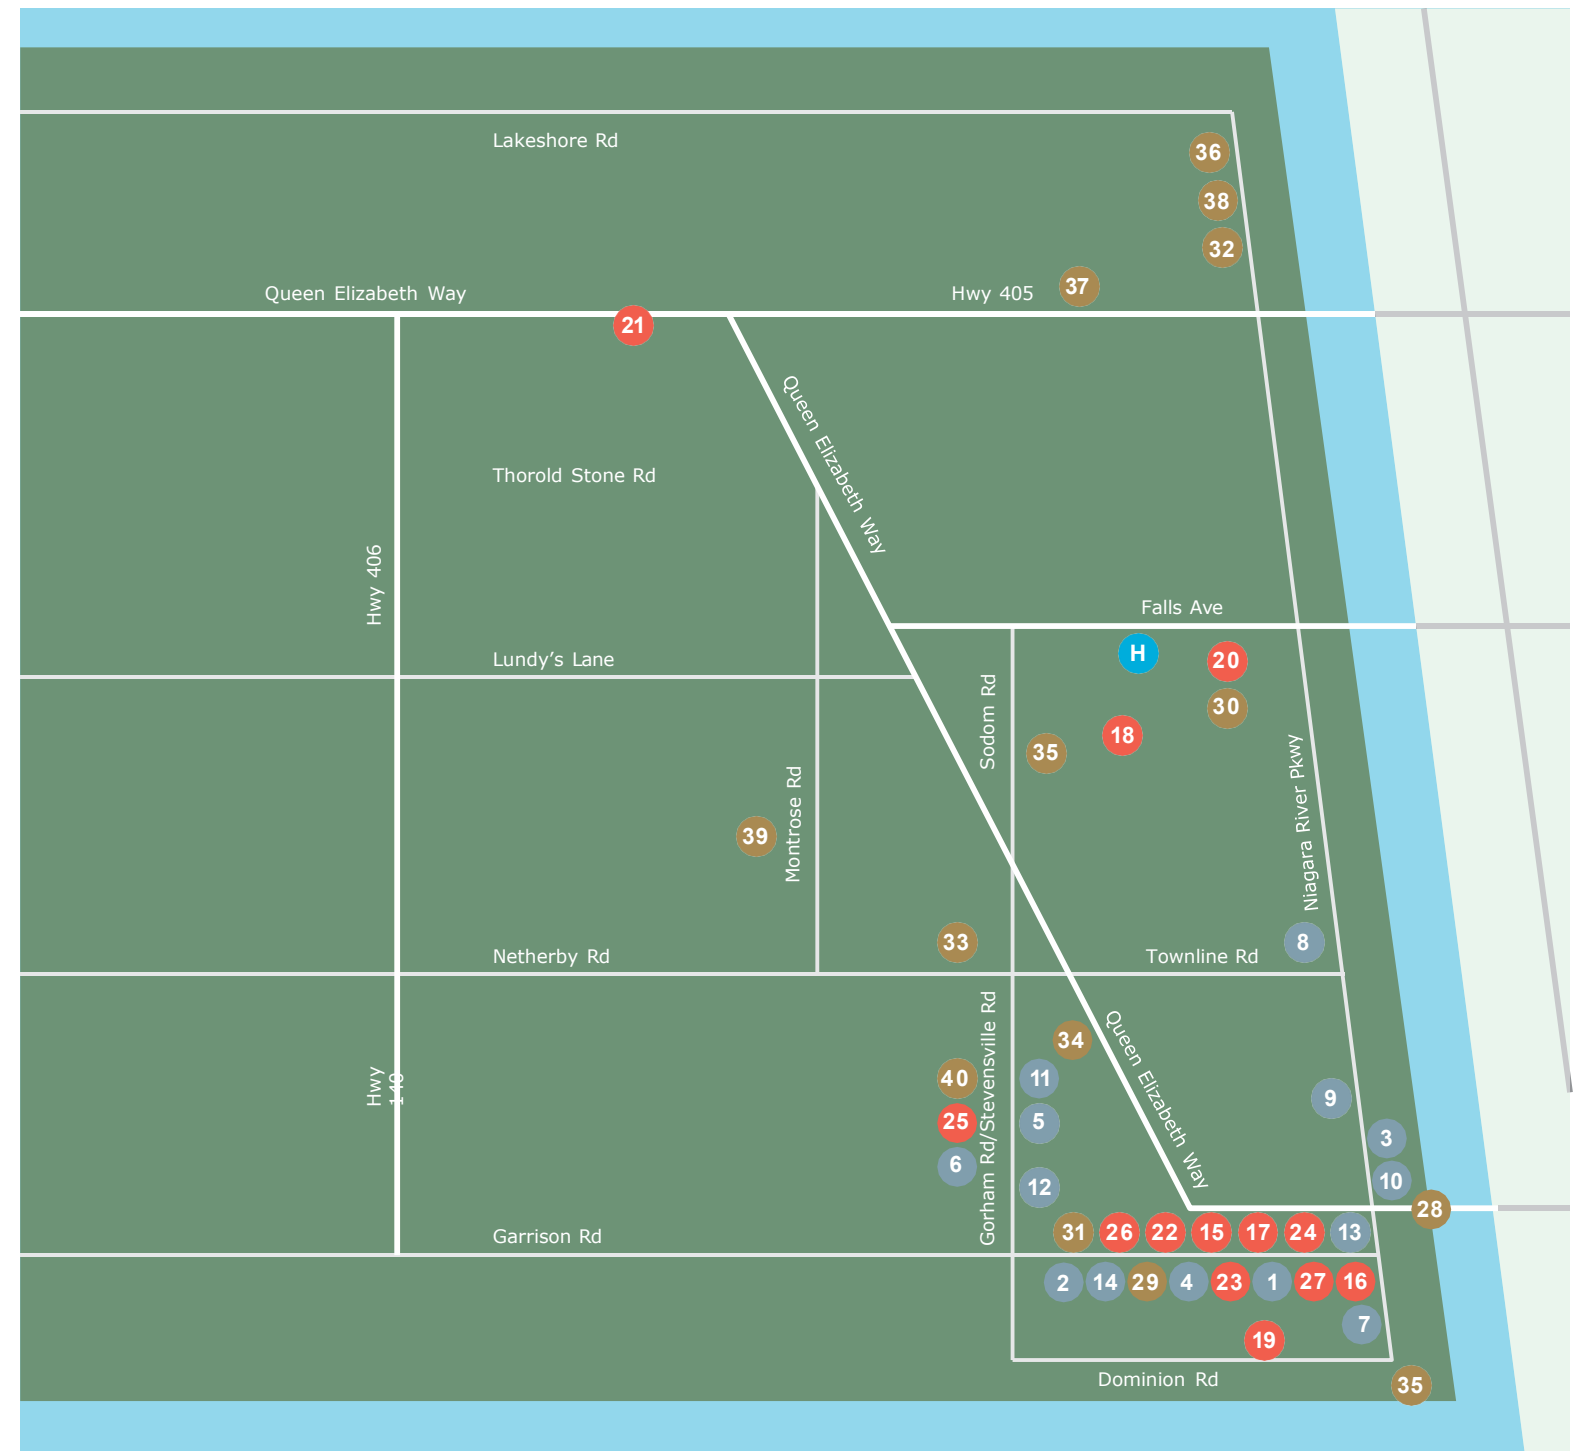 Lakeshore Rd
36
38
32
37
Queen Elizabeth Way
Hwy 405
21
Queen Elizabeth Way
Thorold Stone Rd
Hwy 406
Falls Ave
H
20
Lundy’s Lane
30
Sodom Rd
18
35
Niagara River Pkwy
Montrose Rd
39
33
8
Netherby Rd
Townline Rd
Gorham Rd/Stevensville Rd
Queen Elizabeth Way
34
Hwy
140
40
11
9
25
5
3
6
12
10
28
31
26
22
15
17
24
13
Garrison Rd
2
14
29
4
23
1
27
16
7
19
Dominion Rd
35